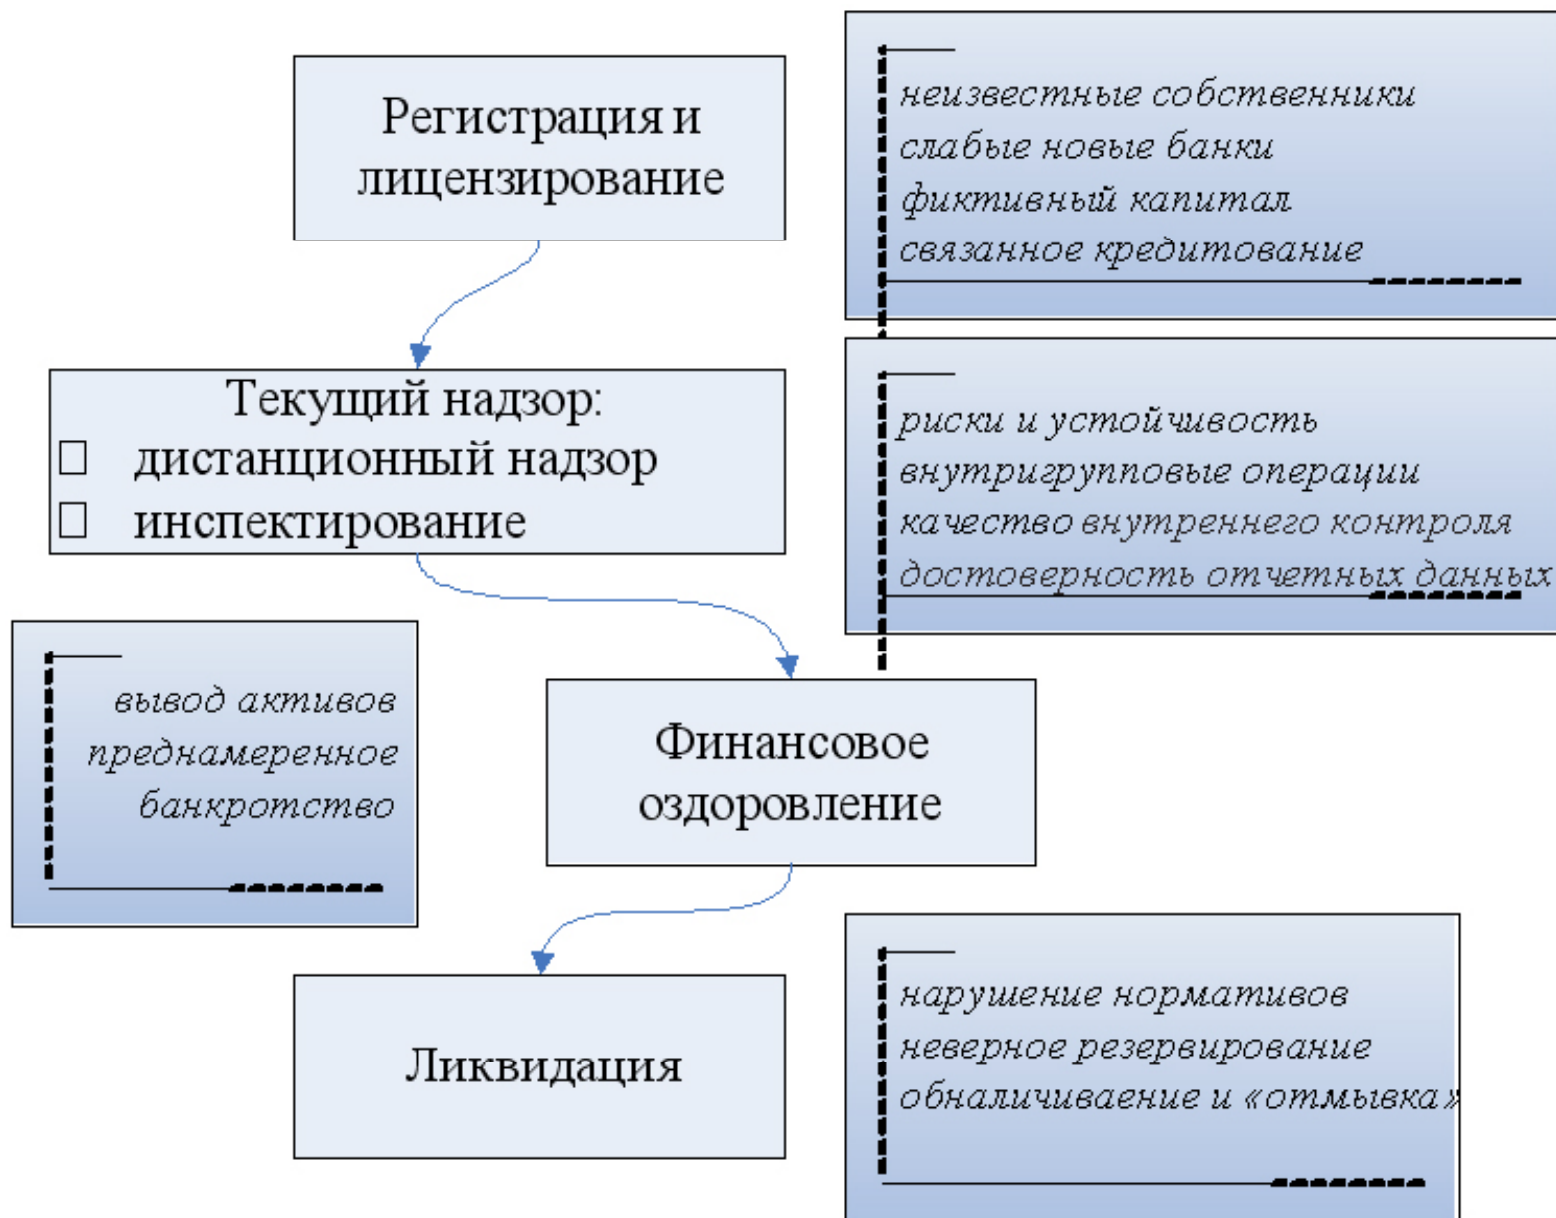 Регистрация и
лицензирование
неизвестные собственники
слабые новые банки
фиктивный капитал
связанное кредитование
Текущий надзор:
дистанционный надзор
инспектирование
риски и устойчивость
внутригрупповые операции
качество внутреннего контроля
достоверность отчетных данных
вывод активов
преднамеренное
банкротство
Финансовое
оздоровление
Ликвидация
нарушение нормативов
неверное резервирование
обналичиваение и «отмывка»